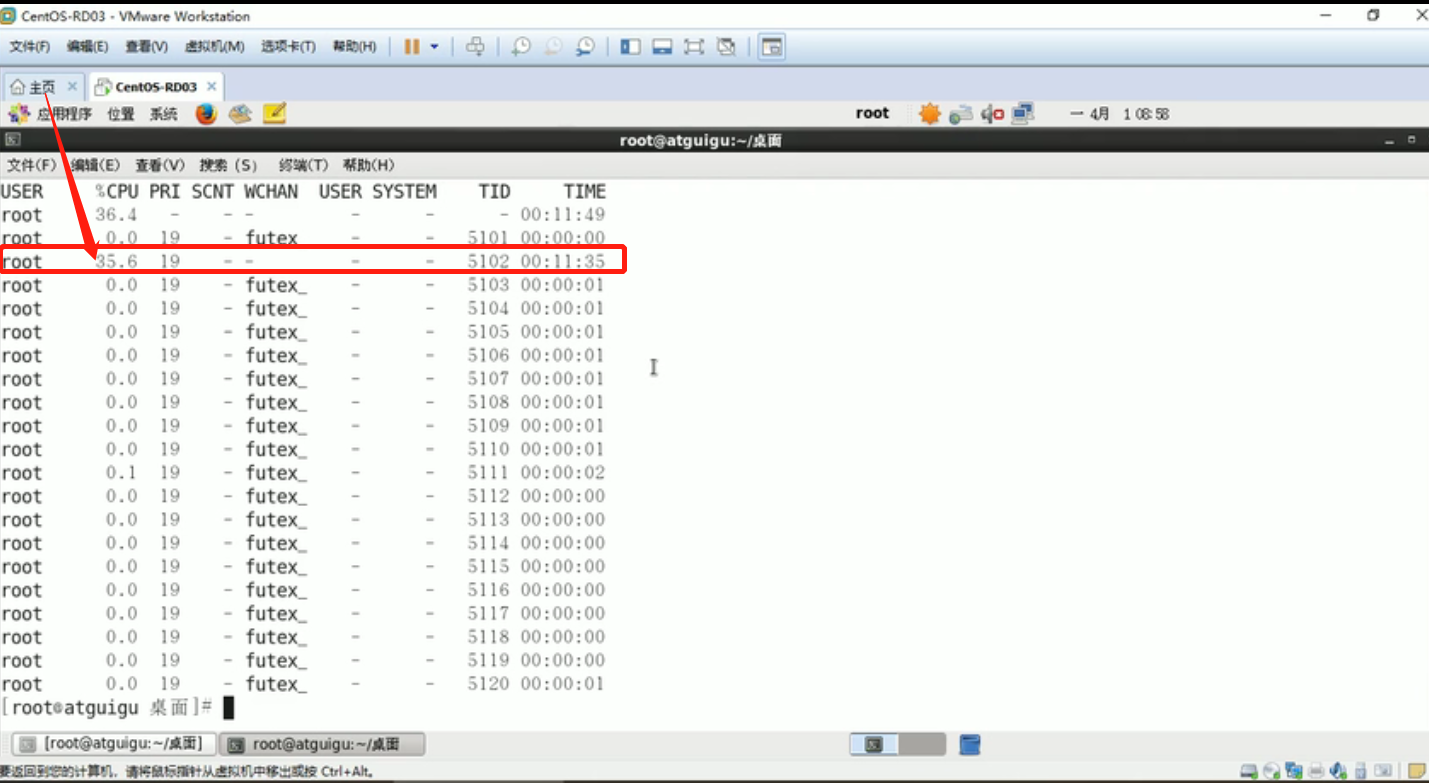 CentOS-RD03 - VMware Workstation
文件(F) 编辑(E) 查看(V) 虚拟机(M) 选项卡(T) 帮助(H)
主页 × CentOS-RD03 ×
应用程序 位置 系统 root 一 4月 1 08:58
root@atguigu:~/桌面
文件(F) 编辑(E) 查看(V) 搜索 (S) 终端(T) 帮助(H)
USER %CPU PRI SCNT WCHAN USER SYSTEM TID TIME
root 36.4 - - - - - - 00:11:49
root 0.0 19 - futex_ - - 5101 00:00:00
root 35.6 19 - - - - 5102 00:11:35
root 0.0 19 - futex_ - - 5103 00:00:01
root 0.0 19 - futex_ - - 5104 00:00:01
root 0.0 19 - futex_ - - 5105 00:00:01
root 0.0 19 - futex_ - - 5106 00:00:01
root 0.0 19 - futex_ - - 5107 00:00:01
root 0.0 19 - futex_ - - 5108 00:00:01
root 0.0 19 - futex_ - - 5109 00:00:01
root 0.0 19 - futex_ - - 5110 00:00:01
root 0.1 19 - futex_ - - 5111 00:00:02
root 0.0 19 - futex_ - - 5112 00:00:00
root 0.0 19 - futex_ - - 5113 00:00:00
root 0.0 19 - futex_ - - 5114 00:00:00
root 0.0 19 - futex_ - - 5115 00:00:00
root 0.0 19 - futex_ - - 5116 00:00:00
root 0.0 19 - futex_ - - 5117 00:00:00
root 0.0 19 - futex_ - - 5118 00:00:00
root 0.0 19 - futex_ - - 5119 00:00:00
root 0.0 19 - futex_ - - 5120 00:00:01
[root@atguigu 桌面]#
[root@atguigu:~/桌面] root@atguigu:~/桌面
要返回到您的计算机，请将鼠标指针从虚拟机中移出或按 Ctrl+Alt。